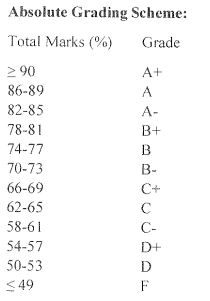 Absolute Grading Scheme:
Total Marks (%) Grade
≥ 90 A+
86-89 A
82-85 A-
78-81 B+
74-77 B
70-73 B-
66-69 C+
62-65 C
58-61 C-
54-57 D+
50-53 D
≤ 49 F